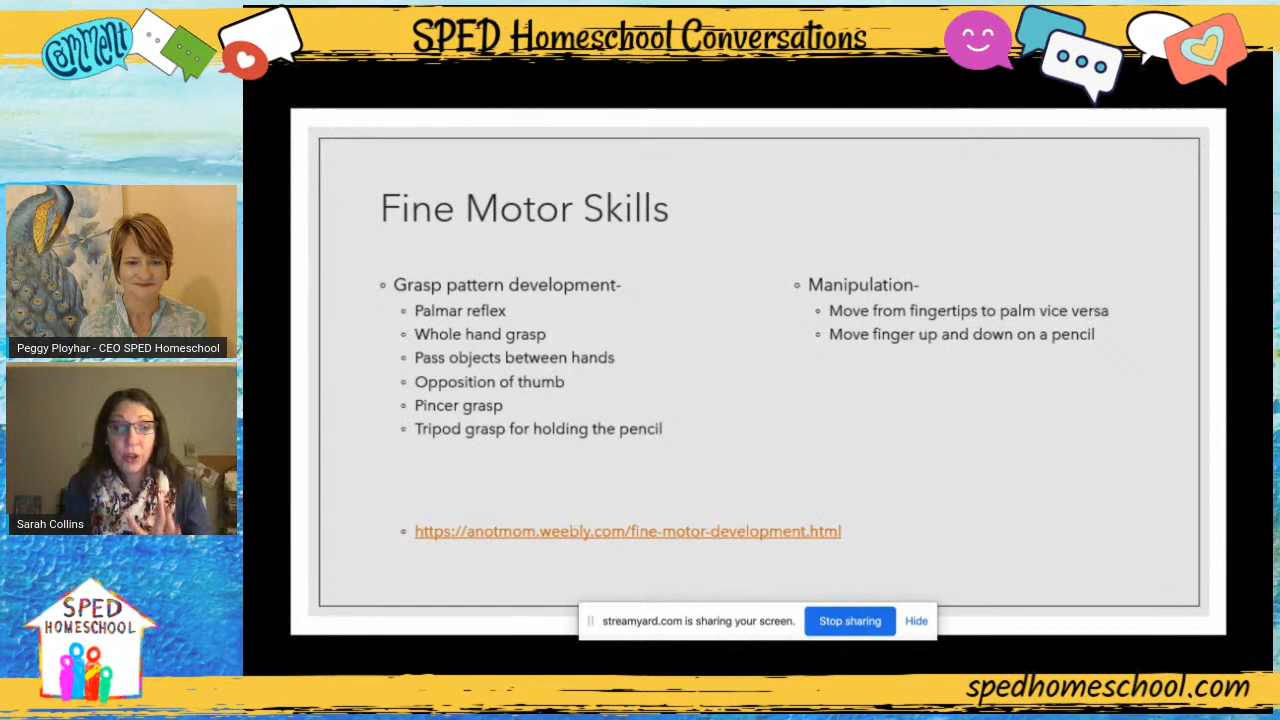 comment
SPED Homeschool Conversations
Fine Motor Skills
Grasp pattern development-
Palmar reflex
Whole hand grasp
Pass objects between hands
Opposition of thumb
Pincer grasp
Tripod grasp for holding the pencil
Manipulation-
Move from fingertips to palm vice versa
Move finger up and down on a pencil
https://anotmom.weebly.com/fine-motor-development.html
Peggy Ployhar - CEO SPED Homeschool
Sarah Collins
streamyard.com is sharing your screen. Stop sharing Hide
SPED
HOMESCHOOL
spedhomeschool.com